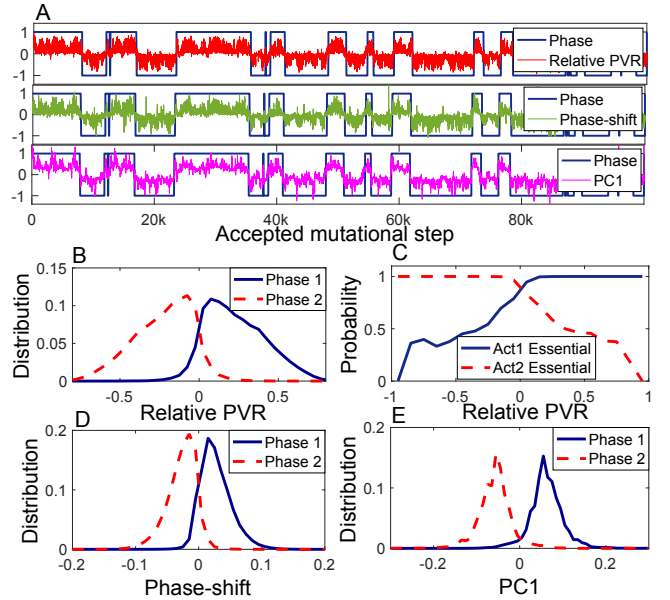 A
1
0
-1
Phase
Relative PVR
1
0
-1
Phase
Phase-shift
1
0
-1
Phase
PC1
0 20k 40k 60k 80k
Accepted mutational step
B
Distribution
0.15
0.1
0.05
0
-0.5 0 0.5
Relative PVR
Phase 1
Phase 2
C
Probability
1
0.5
0
-1 -0.5 0 0.5 1
Relative PVR
Act1 Essential
Act2 Essential
D
Distribution
0.2
0.1
0
-0.2 -0.1 0 0.1 0.2
Phase-shift
Phase 1
Phase 2
E
Distribution
0.2
0.1
0
-0.2 0 0.2
PC1
Phase 1
Phase 2